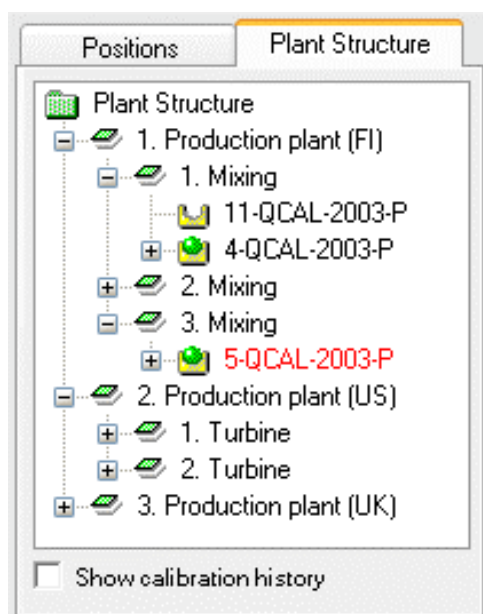 Positions
Plant Structure
Plant Structure
1. Production plant (FI)
1. Mixing
11-QCAL-2003-P
4-QCAL-2003-P
2. Mixing
3. Mixing
5-QCAL-2003-P
2. Production plant (US)
1. Turbine
2. Turbine
3. Production plant (UK)
Show calibration history